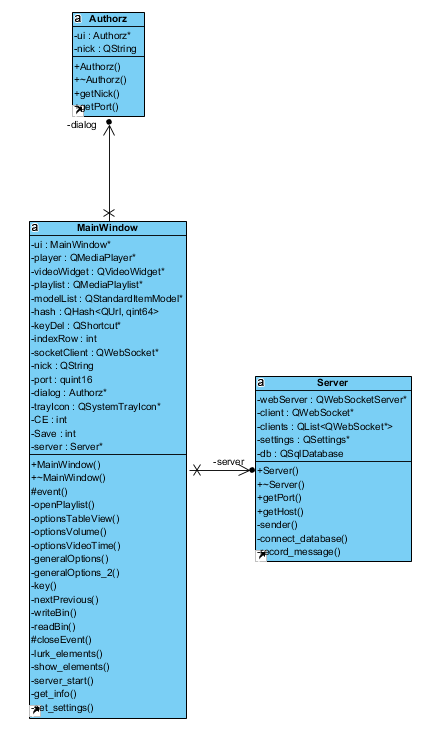 a Authorz
-ui : Authorz*
-nick : QString
+Authorz()
+~Authorz()
+getNick()
+getPort()
-dialog
a
MainWindow
-ui : MainWindow*
-player : QMediaPlayer*
-videoWidget : QVideoWidget*
-playlist : QMediaPlaylist*
-modelList : QStandardItemModel*
-hash : QHash<QUrl, qint64>
-keyDel : QShortcut*
-indexRow : int
-socketClient : QWebSocket*
-nick : QString
-port : quint16
-dialog : Authorz*
-trayIcon : QSystemTrayIcon*
-CE : int
-Save : int
-server : Server*
+MainWindow()
+~MainWindow()
#event()
-openPlaylist()
-optionsTableView()
-optionsVolume()
-optionsVideoTime()
-generalOptions()
-generalOptions_2()
-key()
-nextPrevious()
-writeBin()
-readBin()
#closeEvent()
-lurk_elements()
-show_elements()
-server_start()
-get_info()
set_settings()
-server
a
Server
-webServer : QWebSocketServer*
-client : QWebSocket*
-clients : QList<QWebSocket*>
-settings : QSettings*
-db : QSqlDatabase
+Server()
+~Server()
+getPort()
+getHost()
-sender()
-connect_database()
-record_message()